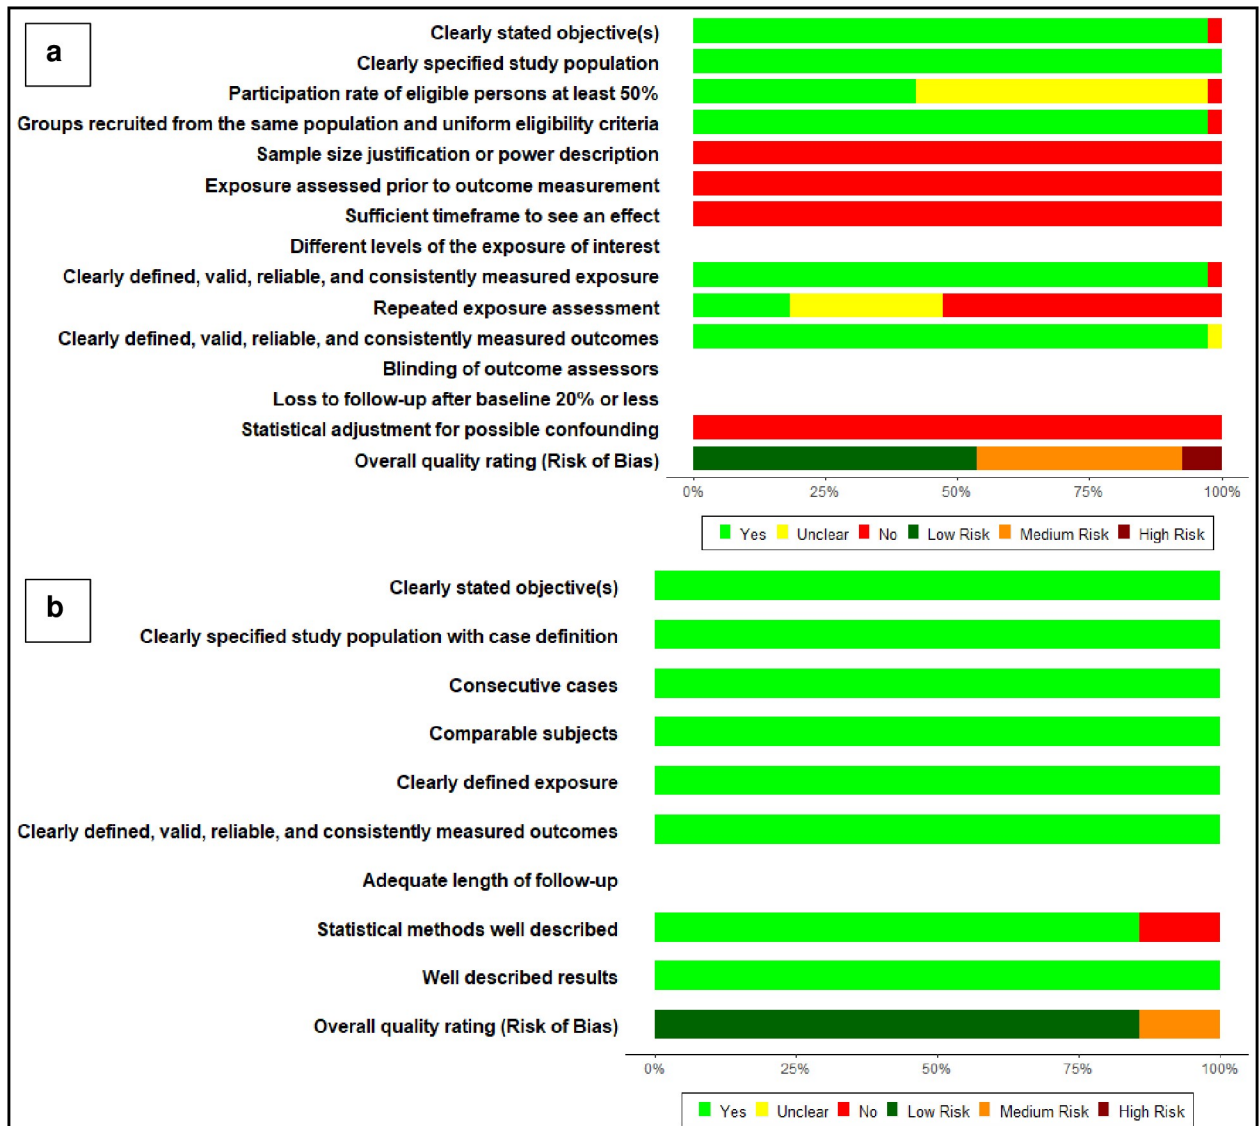 a
Clearly stated objective(s)
Clearly specified study population
Participation rate of eligible persons at least 50%
Groups recruited from the same population and uniform eligibility criteria
Sample size justification or power description
Exposure assessed prior to outcome measurement
Sufficient timeframe to see an effect
Different levels of the exposure of interest
Clearly defined, valid, reliable, and consistently measured exposure
Repeated exposure assessment
Clearly defined, valid, reliable, and consistently measured outcomes
Blinding of outcome assessors
Loss to follow-up after baseline 20% or less
Statistical adjustment for possible confounding
Overall quality rating (Risk of Bias)
0% 25% 50% 75% 100%
Yes Unclear No Low Risk Medium Risk High Risk
b
Clearly stated objective(s)
Clearly specified study population with case definition
Consecutive cases
Comparable subjects
Clearly defined exposure
Clearly defined, valid, reliable, and consistently measured outcomes
Adequate length of follow-up
Statistical methods well described
Well described results
Overall quality rating (Risk of Bias)
0% 25% 50% 75% 100%
Yes Unclear No Low Risk Medium Risk High Risk